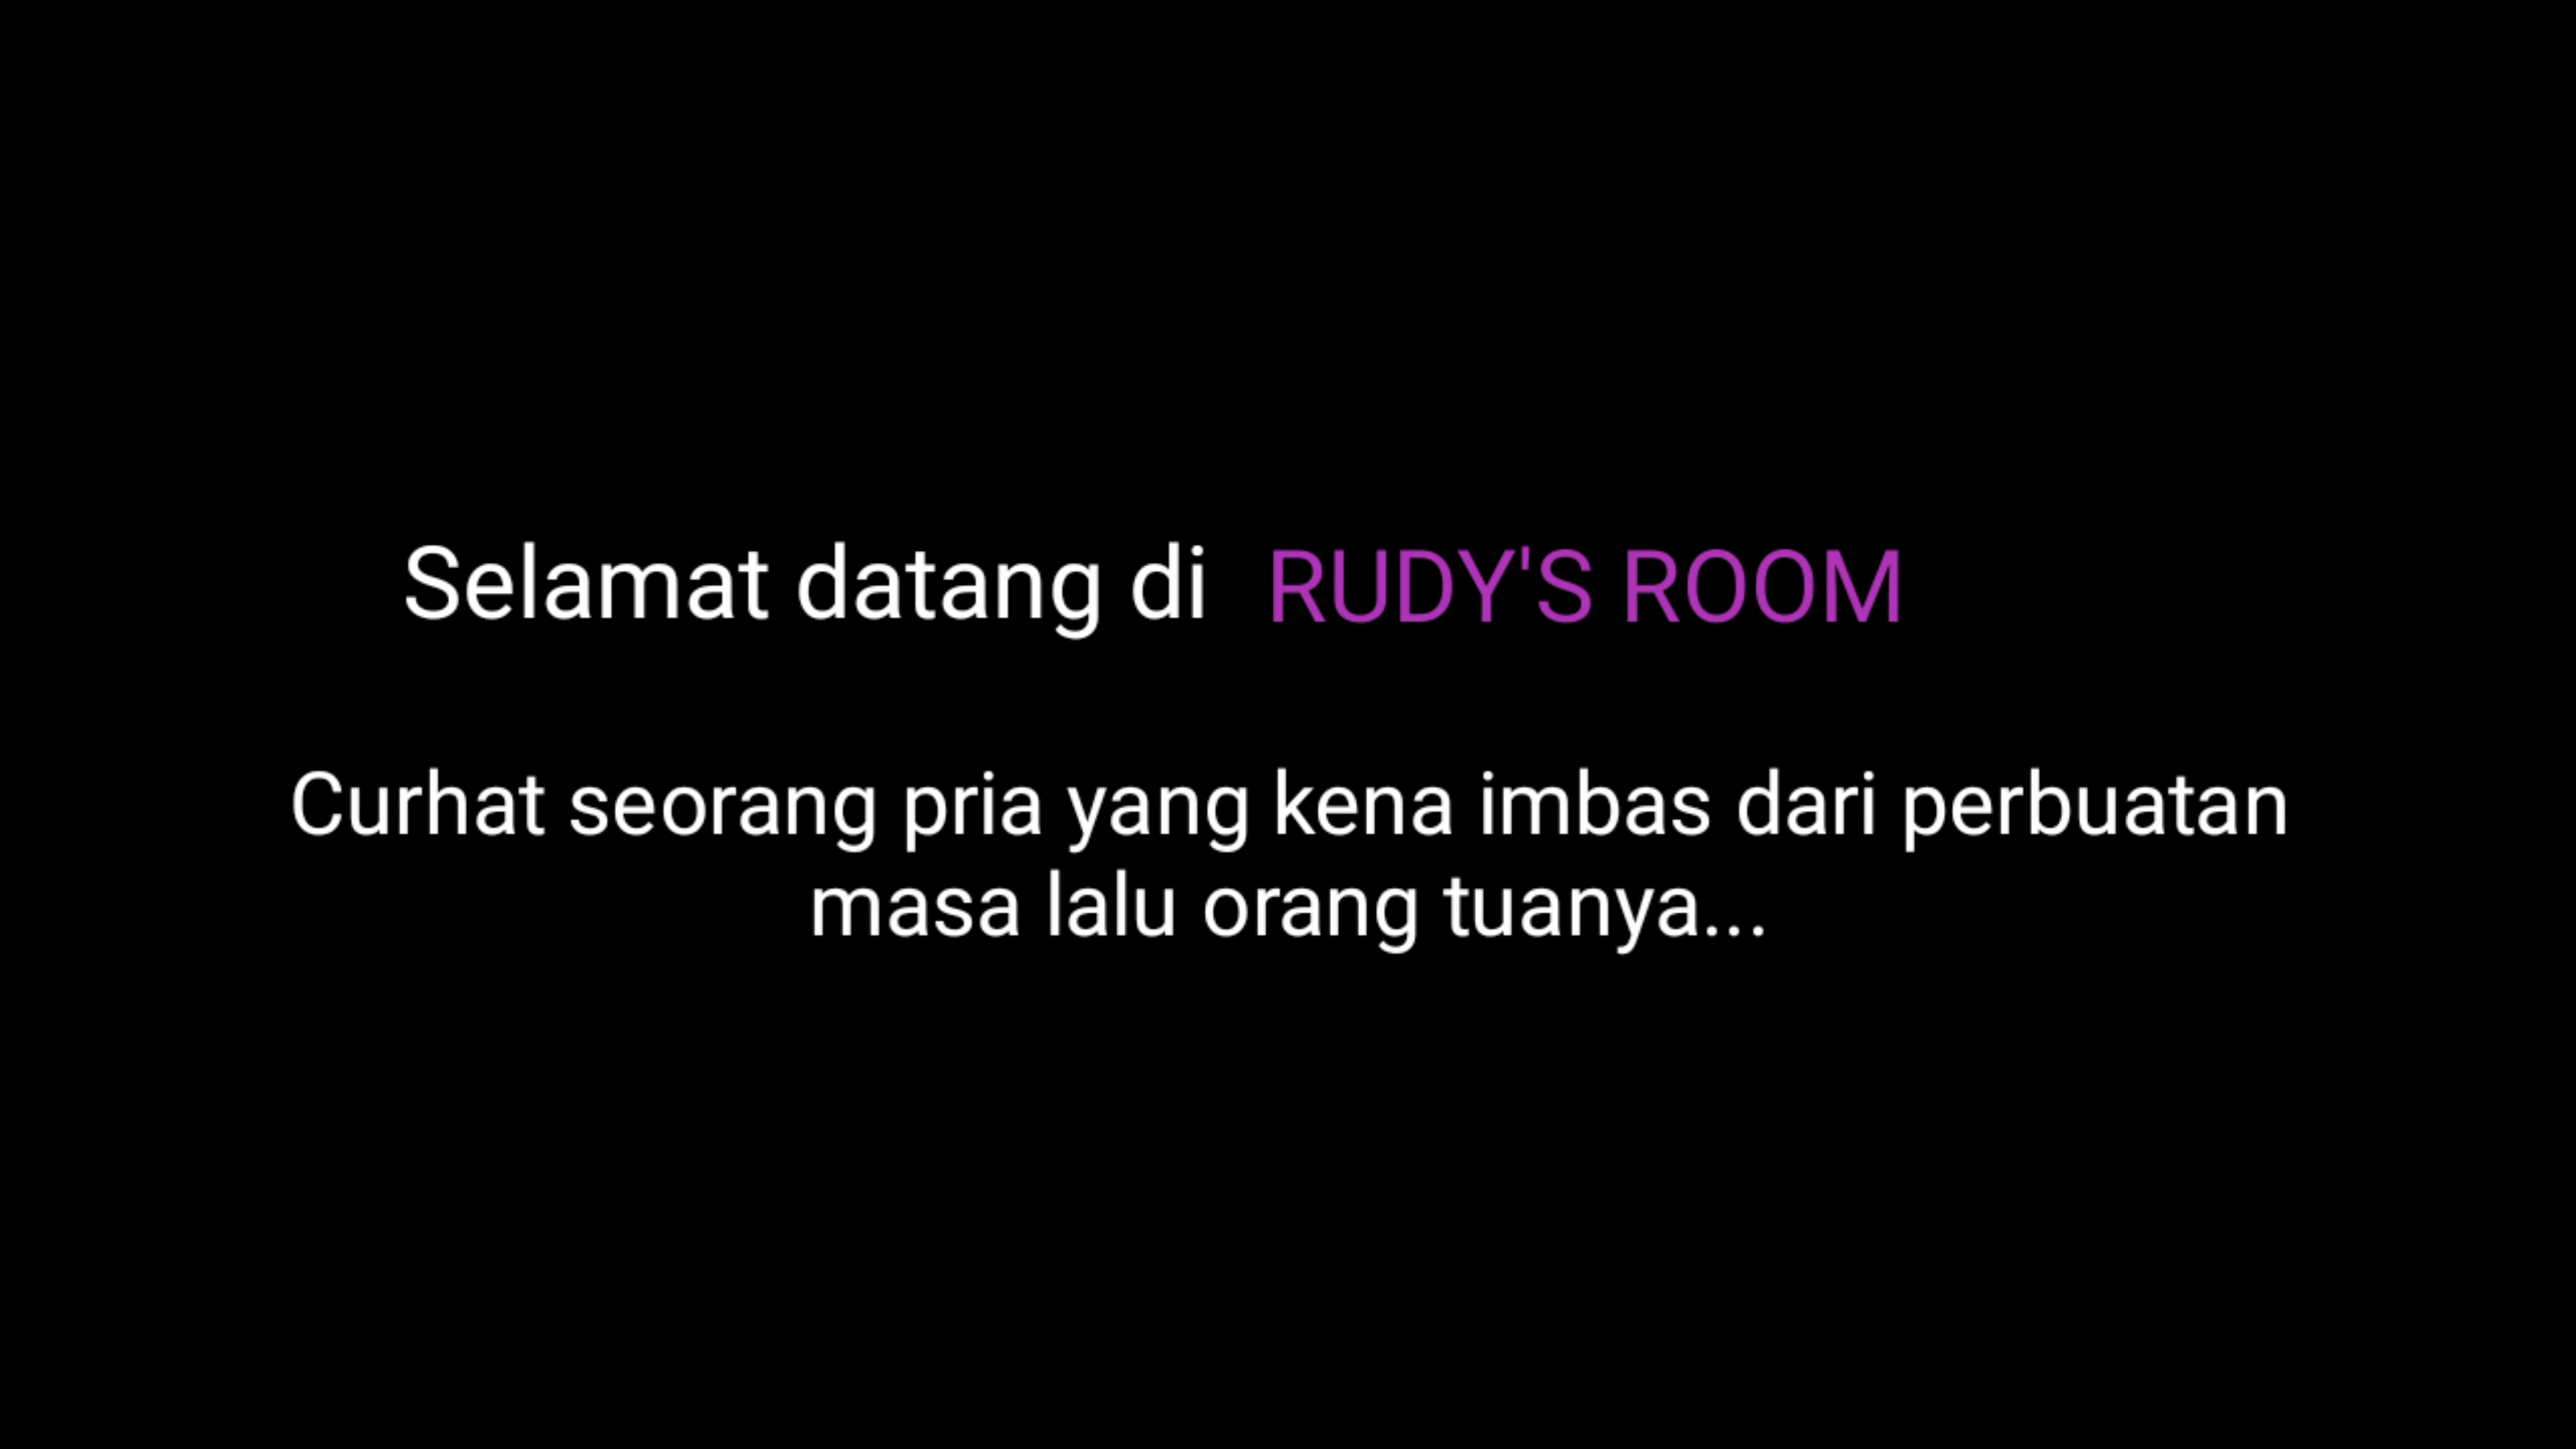 Selamat datang di RUDY'S ROOM
Curhat seorang pria yang kena imbas dari perbuatan
masa lalu orang tuanya...